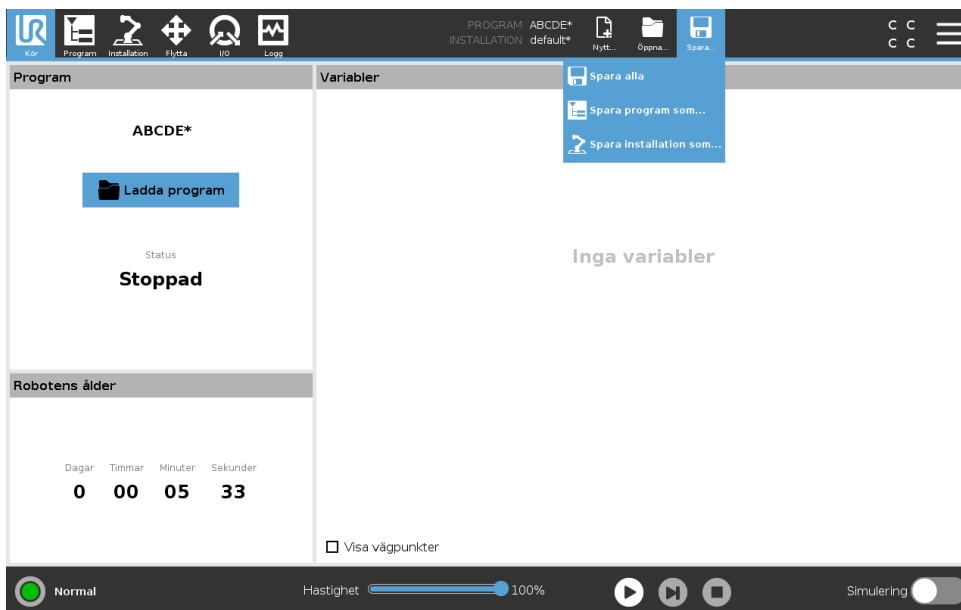 UR
Kör
Program
Installation
Flytta
I/O
Logg
PROGRAM ABCDE*
INSTALLATION default*
Nytt...
Öppna...
Spara...
C C
C C
Program
Variabler
Spara alla
Spara program som...
Spara installation som...
ABCDE*
Ladda program
Status
Stoppad
Inga variabler
Robotens ålder
Dagar Timmar Minuter Sekunder
0 00 05 33
Visa vägpunkter
Normal
Hastighet 100%
Simulering